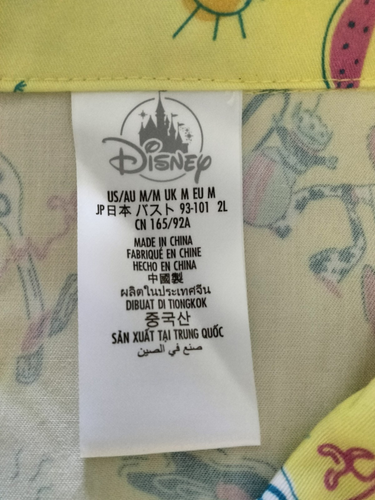 Disney
US/AU M/M UK M EU M
JP日本 バスト 93-101 2L
CN 165/92A
MADE IN CHINA
FABRIQUÉ EN CHINE
HECHO EN CHINA
中國製
ผลิตในประเทศจีน
DIBUAT DI TIONGKOK
중국산
SẢN XUẤT TẠI TRUNG QUỐC
صنع في الصين